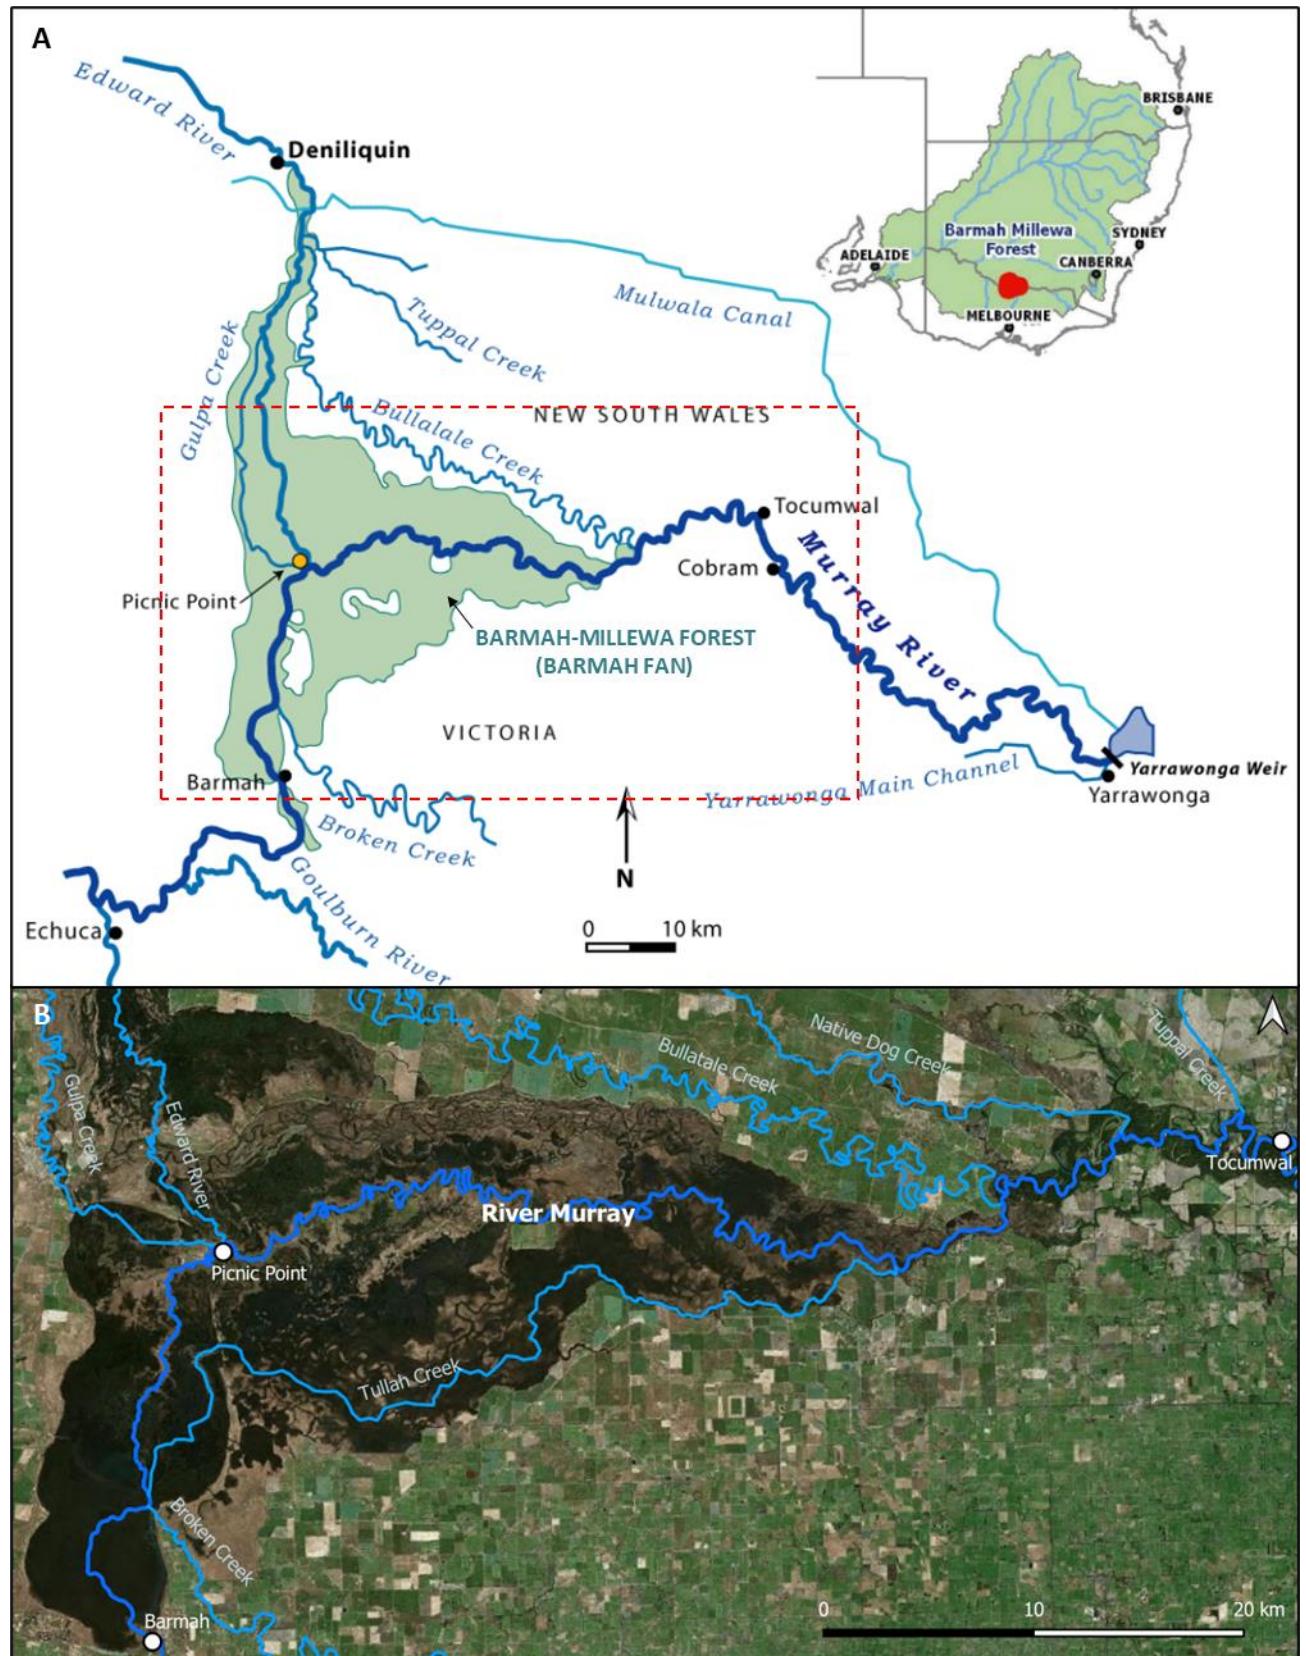 A
Edward River
Deniliquin
BRISBANE
SYDNEY
Barmah Millewa
Forest
ADELAIDE
CANBERRA
MELBOURNE
Mulwala Canal
Tuppal Creek
Gulpa Creek
Bullalale Creek
NEW SOUTH WALES
Tocumwal
Cobram
Murray River
Picnic Point
BARMAH-MILLEWA FOREST
(BARMAH FAN)
VICTORIA
Barmah
Yarrawonga Main Channel
Yarrawonga Weir
Yarrawonga
Broken Creek
N
Goulburn River
Echuca
0 10 km
B
Native Dog Creek
Tuppal Creek
Bullatale Creek
Gulpa Creek
Edward River
Tocumwal
River Murray
Picnic Point
Tullah Creek
Broken Creek
Barmah
0 10 20 km